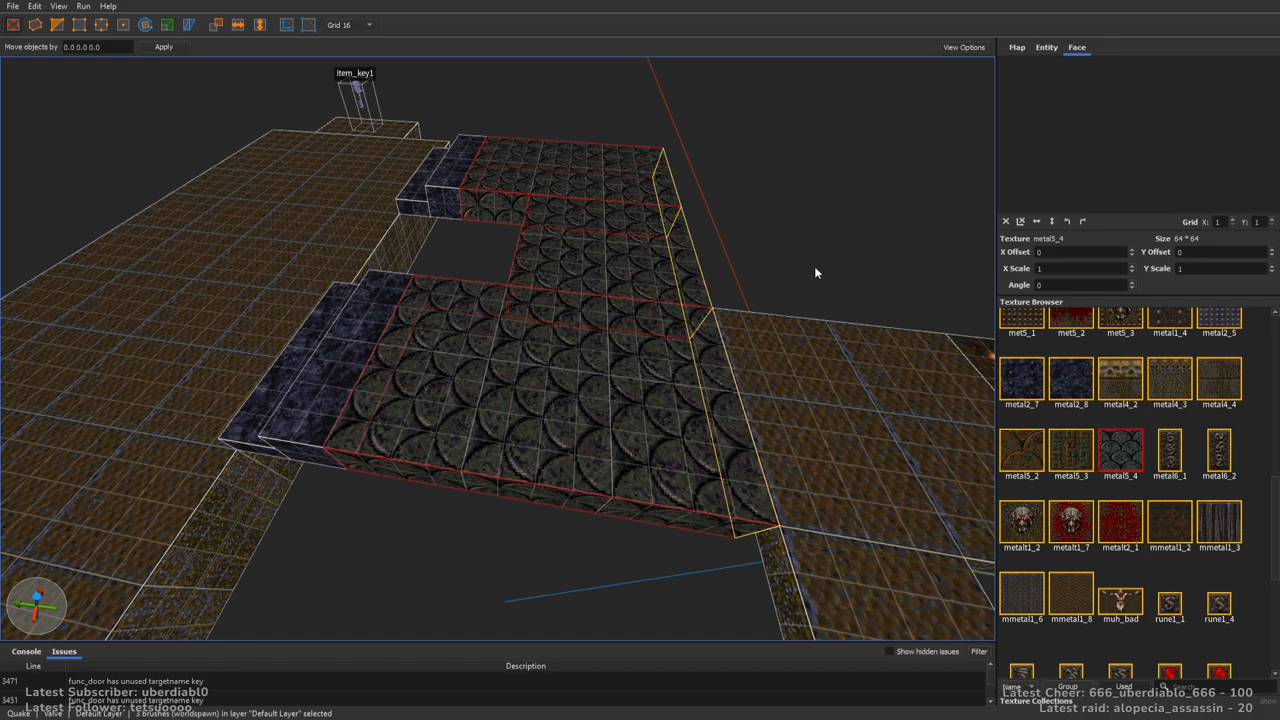 File Edit View Run Help
Grid 16
Move objects by 0.0 0.0 0.0 Apply View Options
Map Entity Face
item_key1
Grid X: 1 Y: 1
Texture metal5_4 Size 64 * 64
X Offset 0 Y Offset 0
X Scale 1 Y Scale 1
Angle 0
Texture Browser
met5_1 met5_2 met5_3 metal1_4 metal2_5
metal2_7 metal2_8 metal4_2 metal4_3 metal4_4
metal5_2 metal5_3 metal5_4 metal6_1 metal6_2
metalt1_2 metalt1_7 metalt2_1 mmetal1_2 mmetal1_3
mmetal1_6 mmetal1_8 muh_bad rune1_1 rune1_4
Console Issues Show hidden issues Filter
Line Description
3471 func_door has unused targetname key
3451 func_door has unused targetname key
Name Group Used Search
Latest Subscriber: uberdiabl0
Latest Cheer: 666_uberdiablo_666 - 100
Texture Collections show
Latest Follower: tetsuoooo
Latest raid: alopecia_assassin - 20
Quake Valve Default Layer 3 brushes (worldspawn) in layer "Default Layer" selected